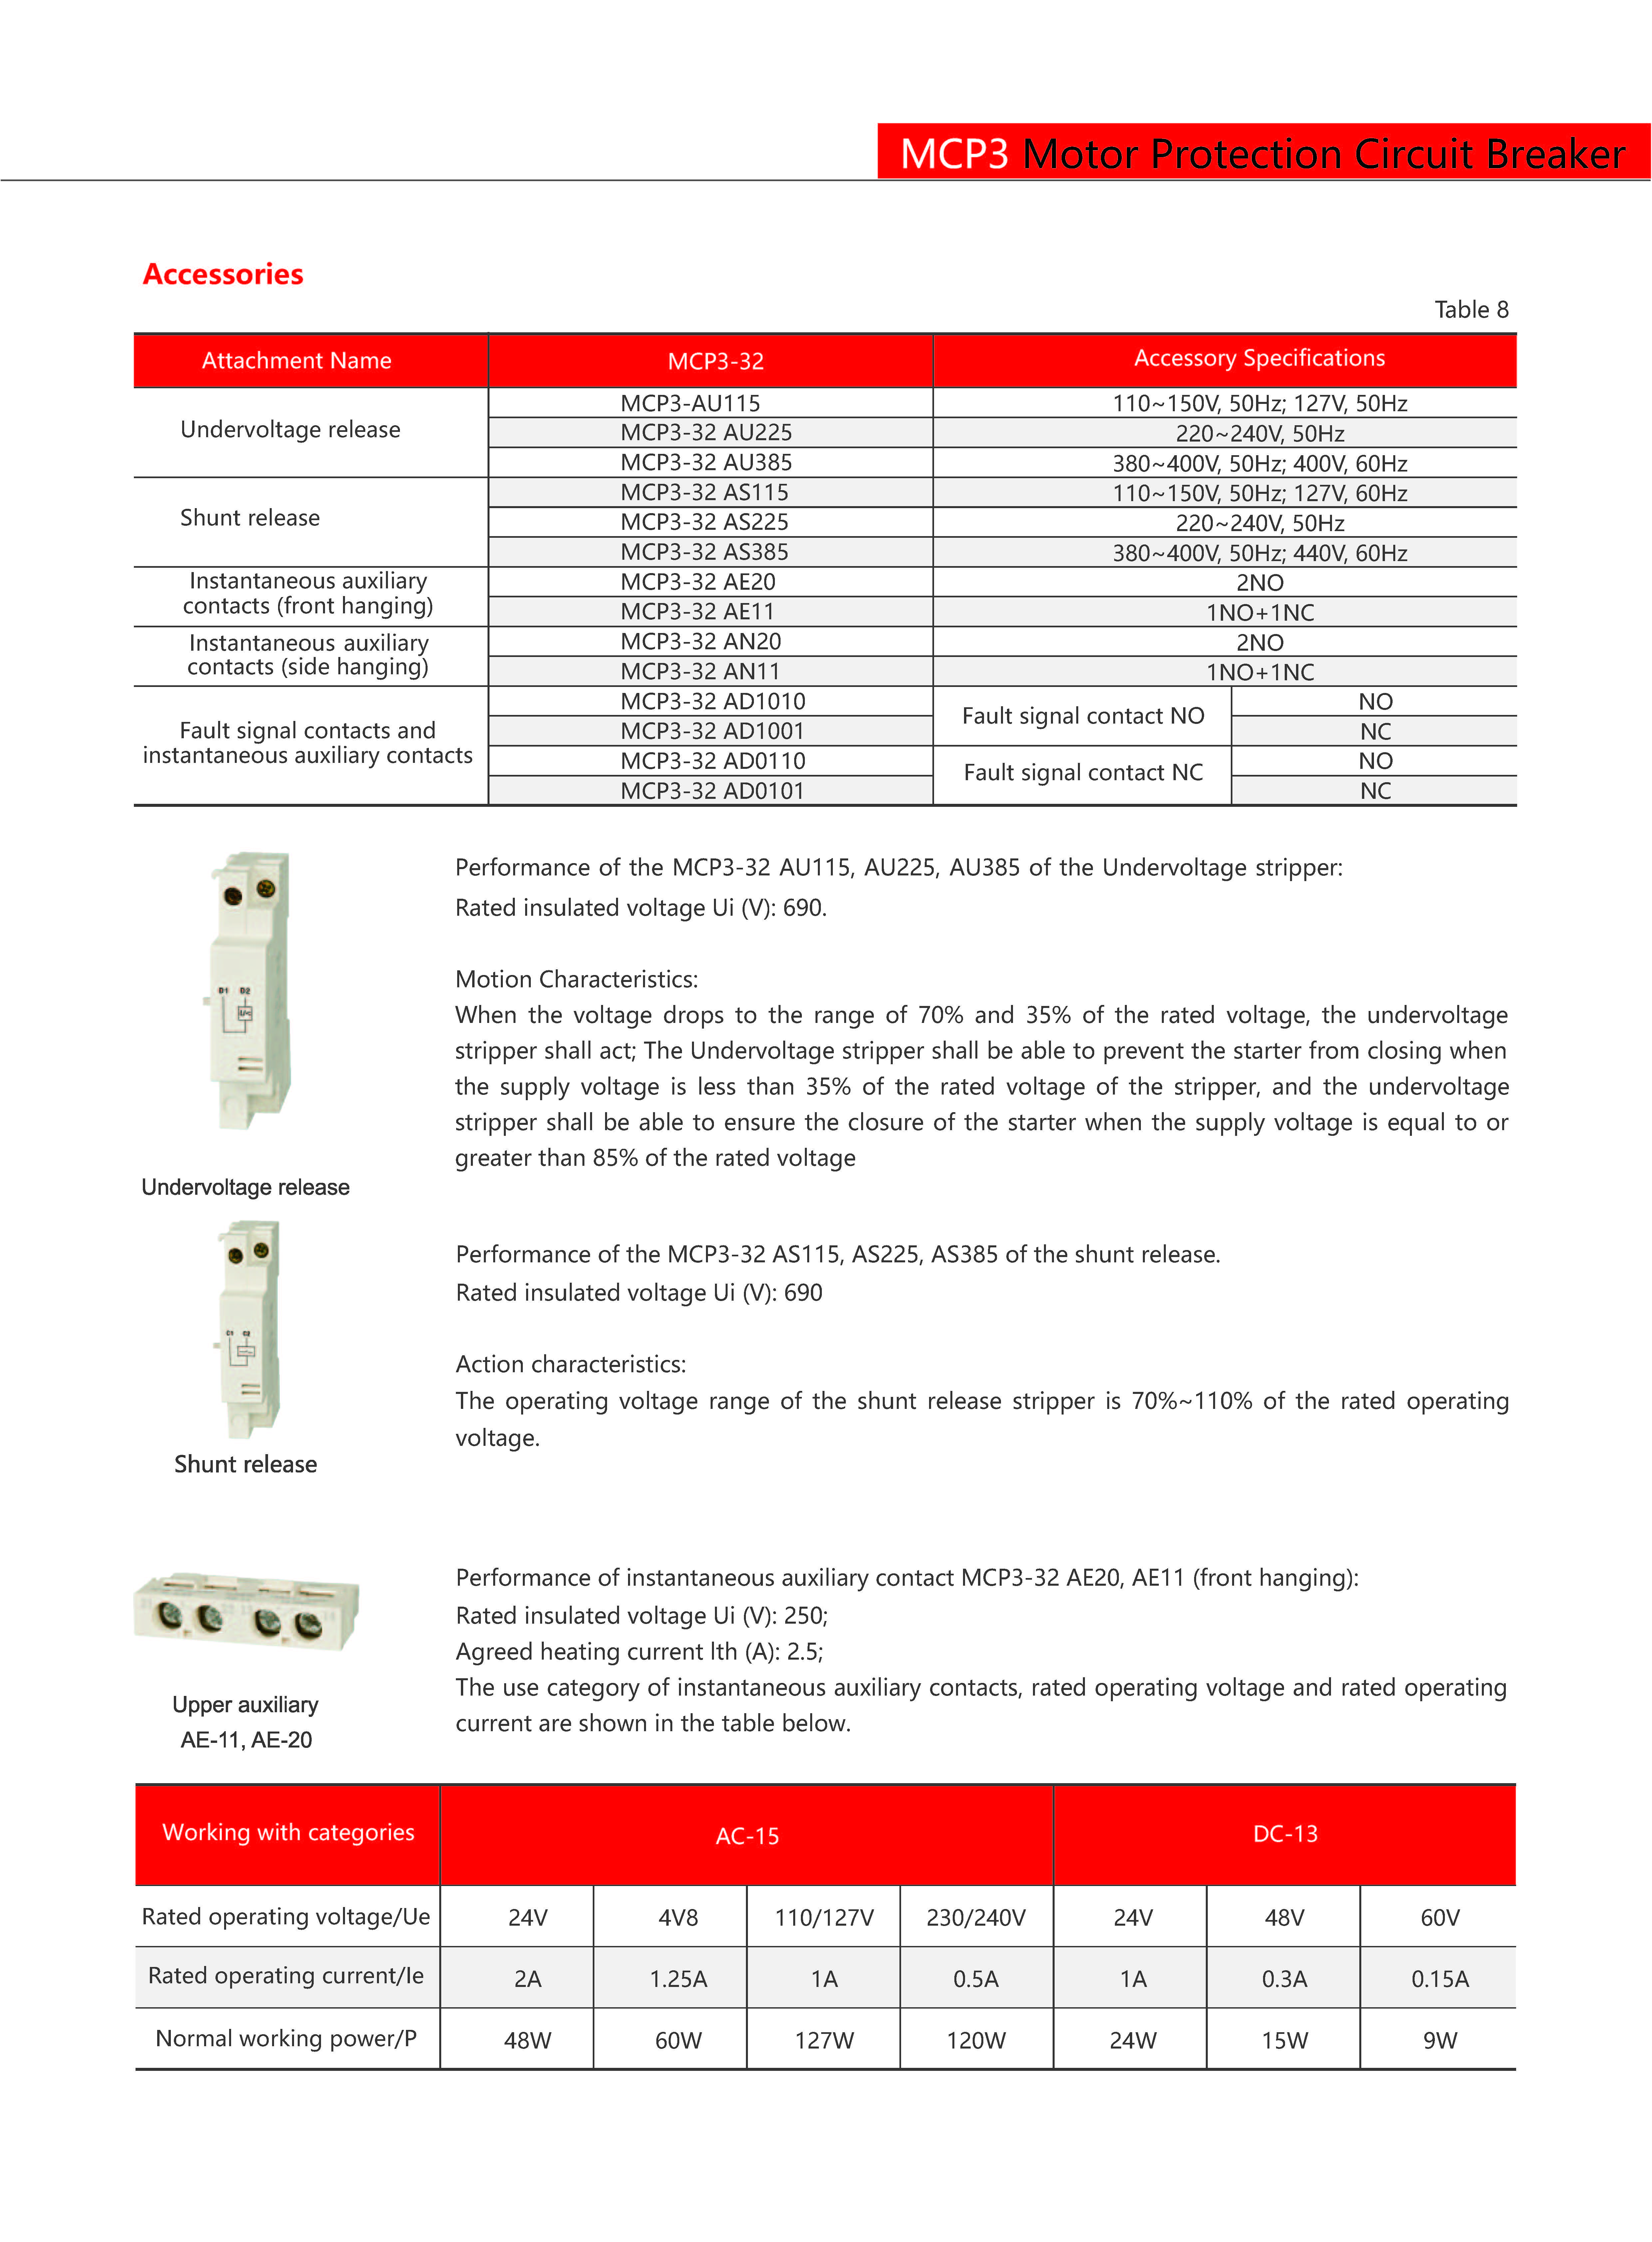 MCP3 Motor Protection Circuit Breaker
Accessories
Table 8
Attachment Name MCP3-32 Accessory Specifications
Undervoltage release
MCP3-AU115 110~150V, 50Hz; 127V, 50Hz
MCP3-32 AU225 220~240V, 50Hz
MCP3-32 AU385 380~400V, 50Hz; 400V, 60Hz
Shunt release
MCP3-32 AS115 110~150V, 50Hz; 127V, 60Hz
MCP3-32 AS225 220~240V, 50Hz
MCP3-32 AS385 380~400V, 50Hz; 440V, 60Hz
Instantaneous auxiliary
contacts (front hanging)
MCP3-32 AE20 2NO
MCP3-32 AE11 1NO+1NC
Instantaneous auxiliary
contacts (side hanging)
MCP3-32 AN20 2NO
MCP3-32 AN11 1NO+1NC
Fault signal contacts and
instantaneous auxiliary contacts
MCP3-32 AD1010 Fault signal contact NO NO
MCP3-32 AD1001 NC
MCP3-32 AD0110 Fault signal contact NC NO
MCP3-32 AD0101 NC
D1 D2
U<
Undervoltage release
Performance of the MCP3-32 AU115, AU225, AU385 of the Undervoltage stripper:
Rated insulated voltage Ui (V): 690.
Motion Characteristics:
When the voltage drops to the range of 70% and 35% of the rated voltage, the undervoltage
stripper shall act; The Undervoltage stripper shall be able to prevent the starter from closing when
the supply voltage is less than 35% of the rated voltage of the stripper, and the undervoltage
stripper shall be able to ensure the closure of the starter when the supply voltage is equal to or
greater than 85% of the rated voltage
C1 C2
Shunt release
Performance of the MCP3-32 AS115, AS225, AS385 of the shunt release.
Rated insulated voltage Ui (V): 690
Action characteristics:
The operating voltage range of the shunt release stripper is 70%~110% of the rated operating
voltage.
Upper auxiliary
AE-11, AE-20
Performance of instantaneous auxiliary contact MCP3-32 AE20, AE11 (front hanging):
Rated insulated voltage Ui (V): 250;
Agreed heating current lth (A): 2.5;
The use category of instantaneous auxiliary contacts, rated operating voltage and rated operating
current are shown in the table below.
Working with categories AC-15 DC-13
Rated operating voltage/Ue 24V 4V8 110/127V 230/240V 24V 48V 60V
Rated operating current/Ie 2A 1.25A 1A 0.5A 1A 0.3A 0.15A
Normal working power/P 48W 60W 127W 120W 24W 15W 9W